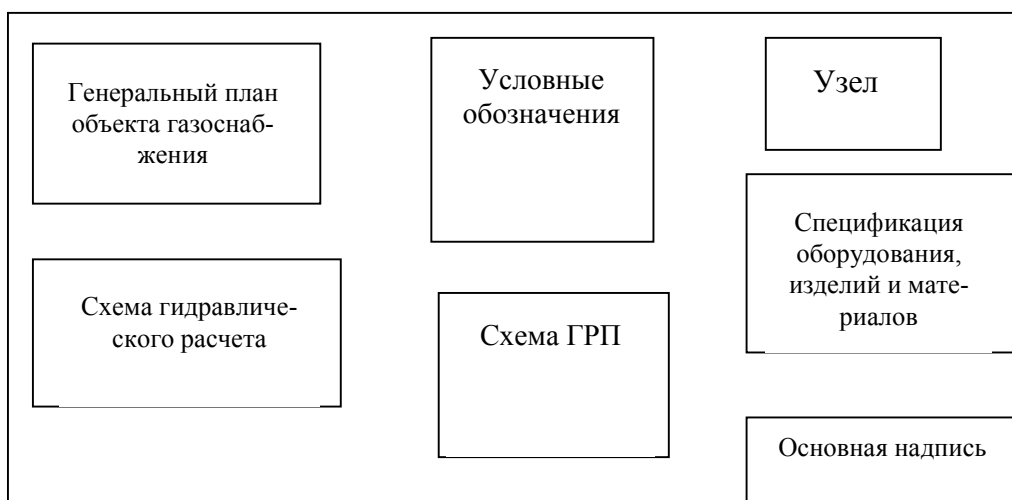 Генеральный план
объекта газоснаб-
жения
Условные
обозначения
Узел
Схема гидравличе-
ского расчета
Схема ГРП
Спецификация
оборудования,
изделий и мате-
риалов
Основная надпись